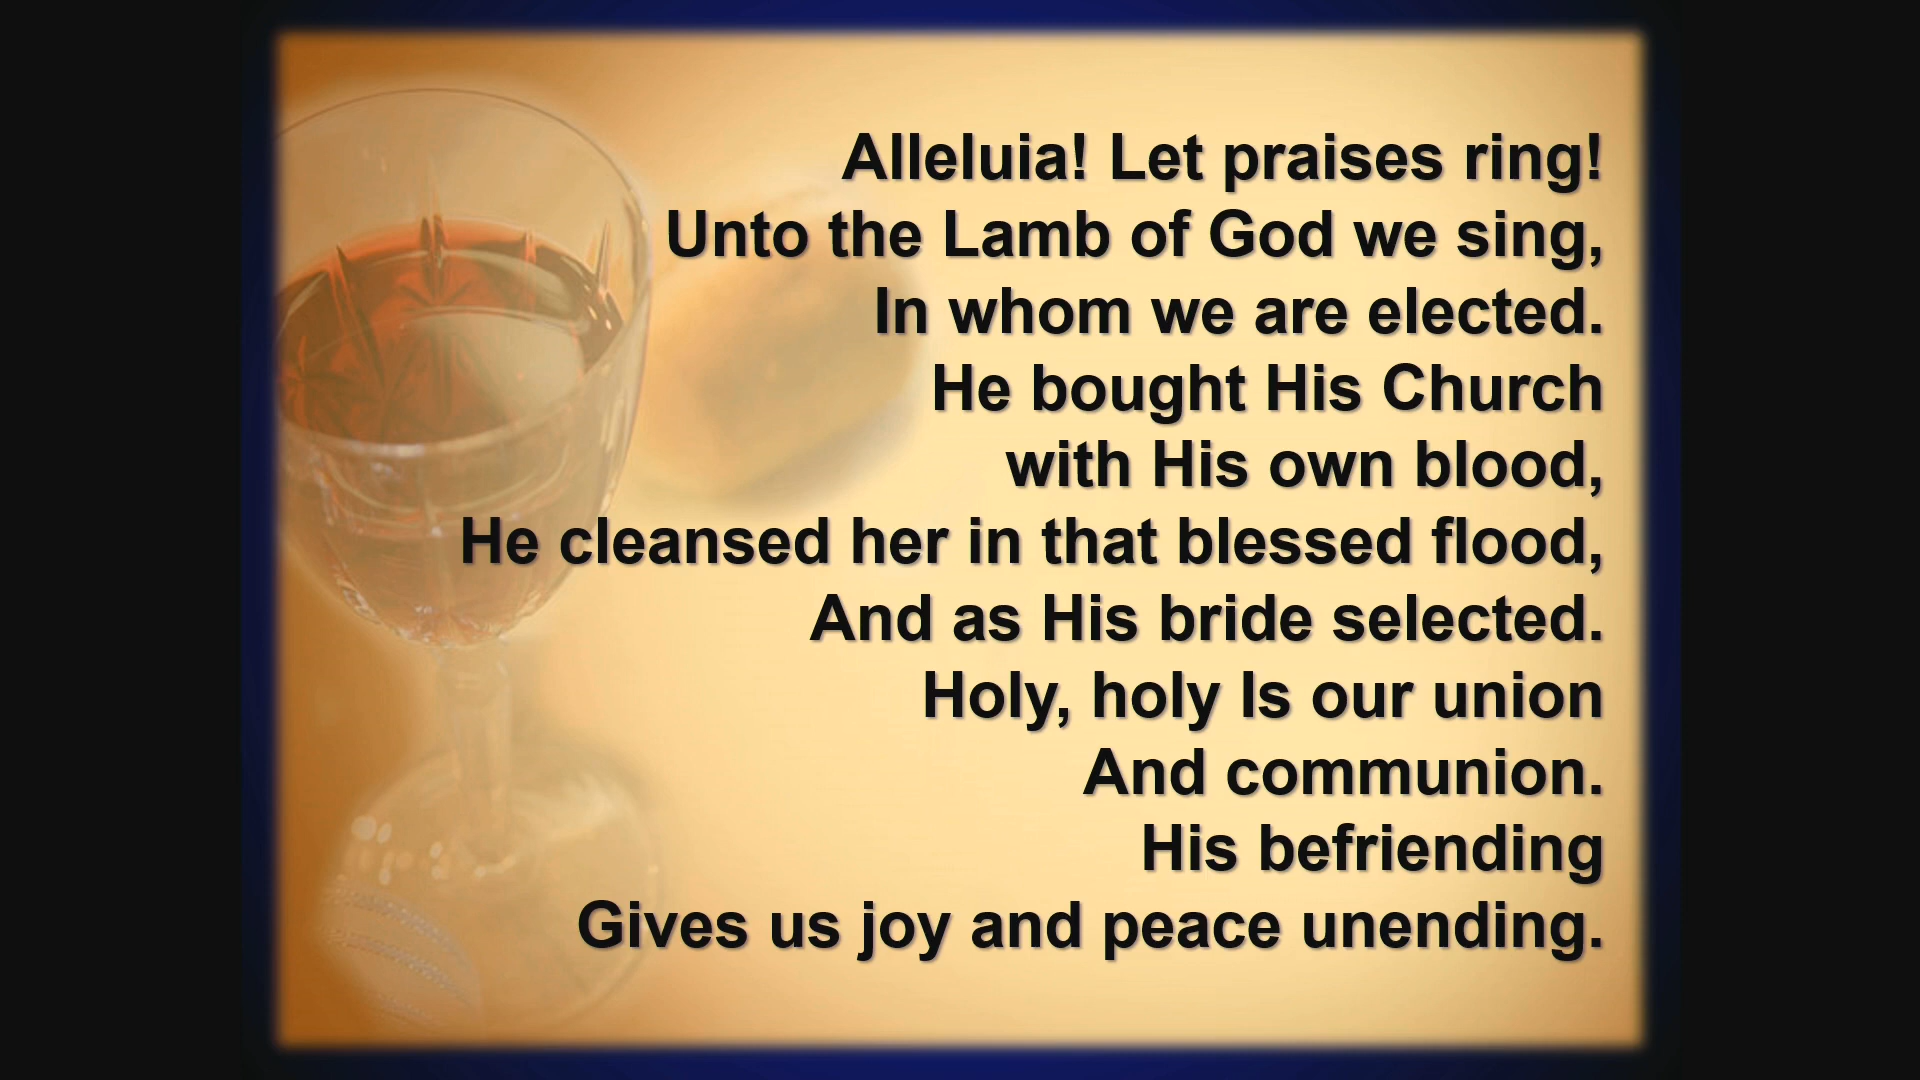 Alleluia! Let praises ring!
Unto the Lamb of God we sing,
In whom we are elected.
He bought His Church
with His own blood,
He cleansed her in that blessed flood,
And as His bride selected.
Holy, holy Is our union
And communion.
His befriending
Gives us joy and peace unending.